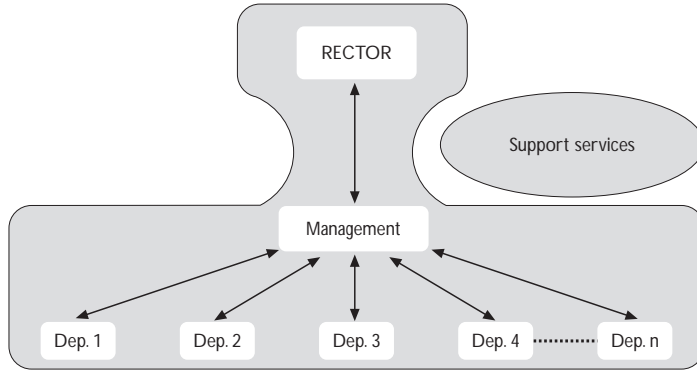 RECTOR
Support services
Management
Dep. 1
Dep. 2
Dep. 3
Dep. 4
Dep. n